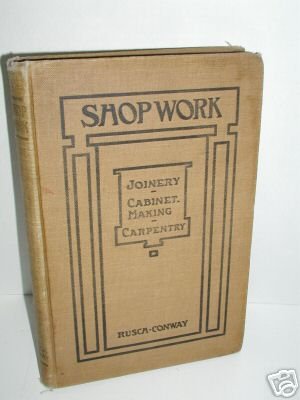 SHOP WORK
JOINERY
CABINET.
MAKING
CARPENTRY
RUSCA-CONWAY